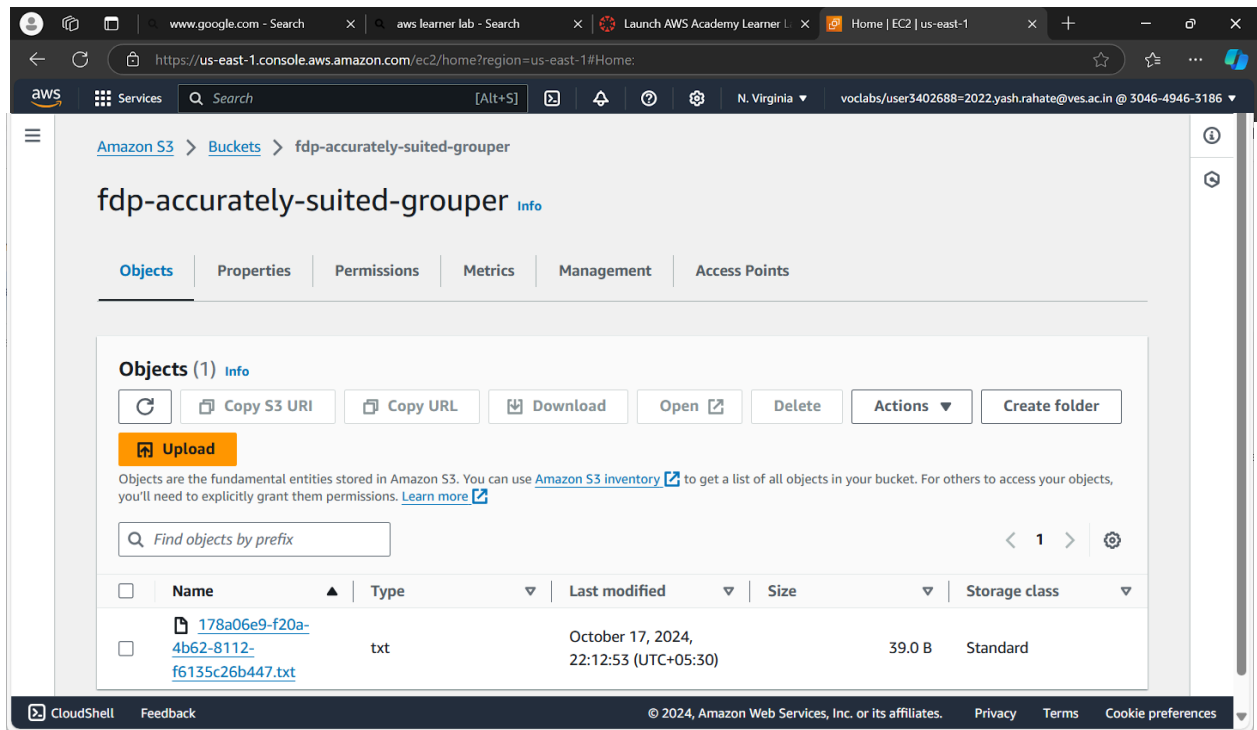 www.google.com - Search
aws learner lab - Search
Launch AWS Academy Learner L
Home | EC2 | us-east-1
https://us-east-1.console.aws.amazon.com/ec2/home?region=us-east-1#Home:
aws
Services
Search
[Alt+S]
N. Virginia
voclabs/user3402688=2022.yash.rahate@ves.ac.in @ 3046-4946-3186
Amazon S3 > Buckets > fdp-accurately-suited-grouper
fdp-accurately-suited-grouper Info
Objects
Properties
Permissions
Metrics
Management
Access Points
Objects (1) Info
Copy S3 URI
Copy URL
Download
Open
Delete
Actions
Create folder
Upload
Objects are the fundamental entities stored in Amazon S3. You can use Amazon S3 inventory to get a list of all objects in your bucket. For others to access your objects,
you'll need to explicitly grant them permissions. Learn more
Find objects by prefix
1
Name
Type
Last modified
Size
Storage class
178a06e9-f20a-
4b62-8112-
f6135c26b447.txt
txt
October 17, 2024,
22:12:53 (UTC+05:30)
39.0 B
Standard
CloudShell
Feedback
© 2024, Amazon Web Services, Inc. or its affiliates.
Privacy
Terms
Cookie preferences